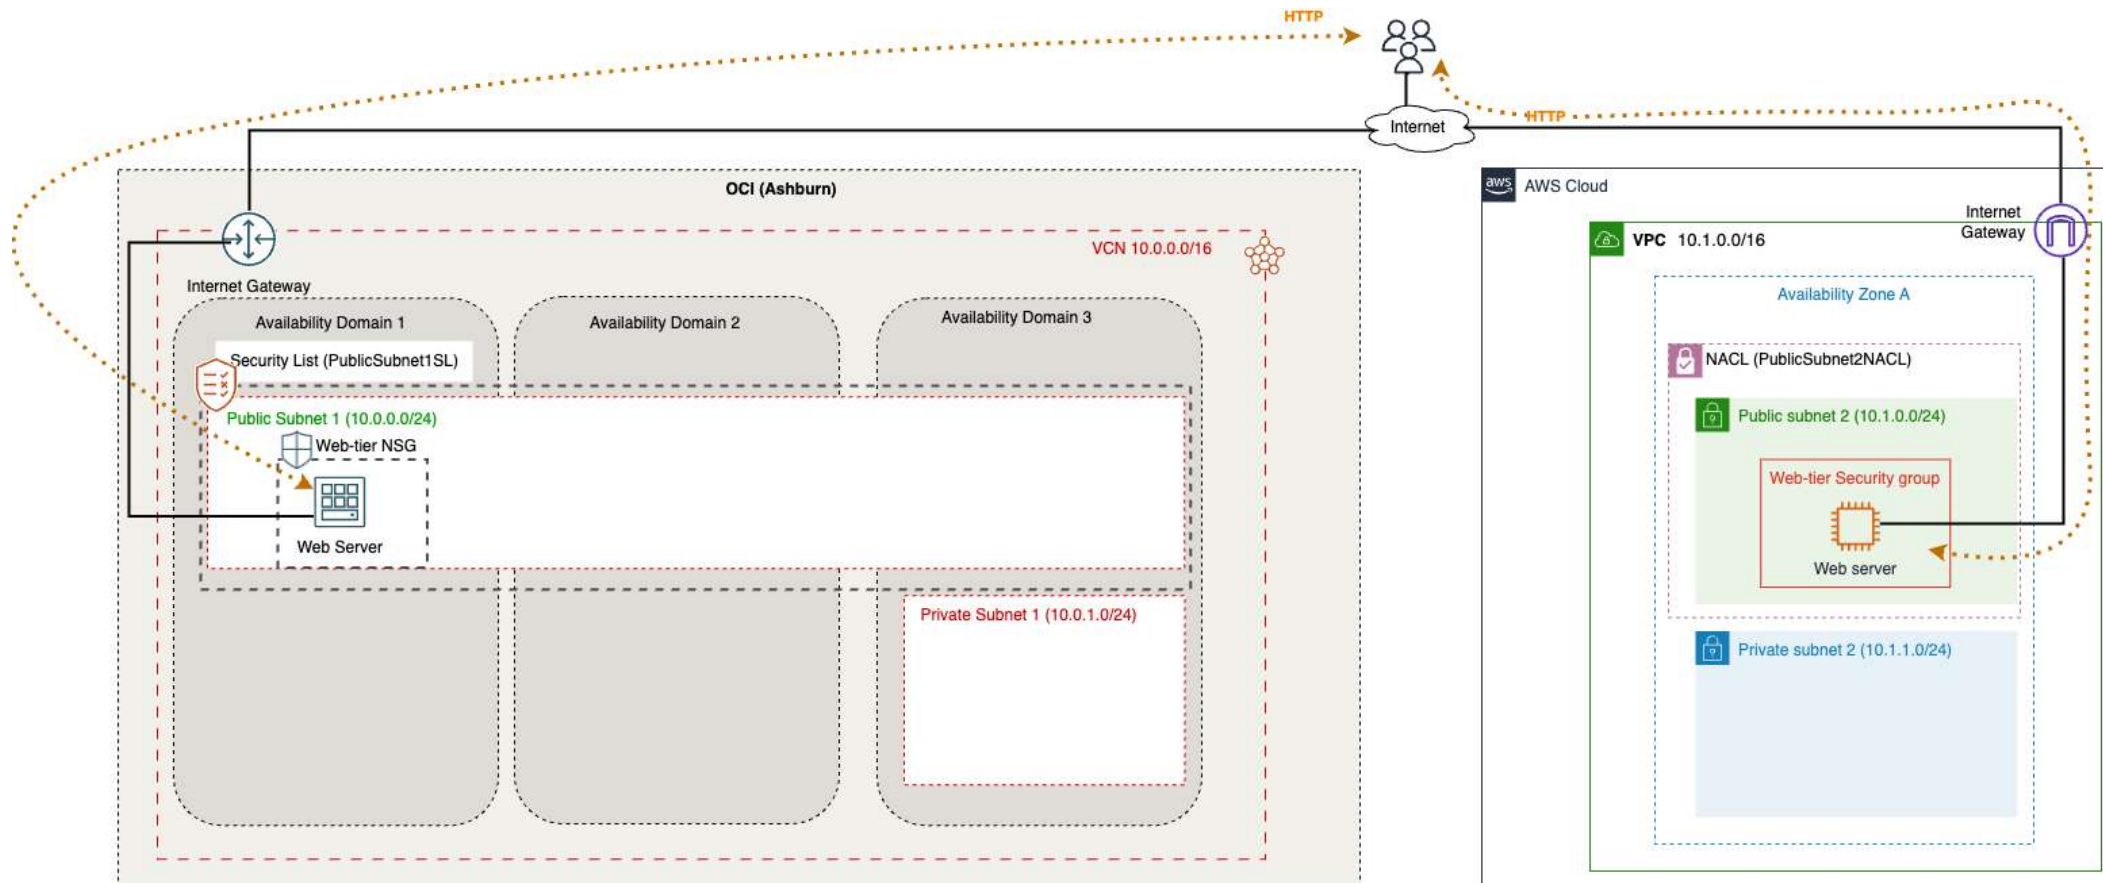 HTTP
HTTP
Internet
OCI (Ashburn)
VCN 10.0.0.0/16
Internet Gateway
Availability Domain 1
Availability Domain 2
Availability Domain 3
Security List (PublicSubnet1SL)
Public Subnet 1 (10.0.0.0/24)
Web-tier NSG
Web Server
Private Subnet 1 (10.0.1.0/24)
aws
AWS Cloud
Internet
Gateway
VPC 10.1.0.0/16
Availability Zone A
NACL (PublicSubnet2NACL)
Public subnet 2 (10.1.0.0/24)
Web-tier Security group
Web server
Private subnet 2 (10.1.1.0/24)